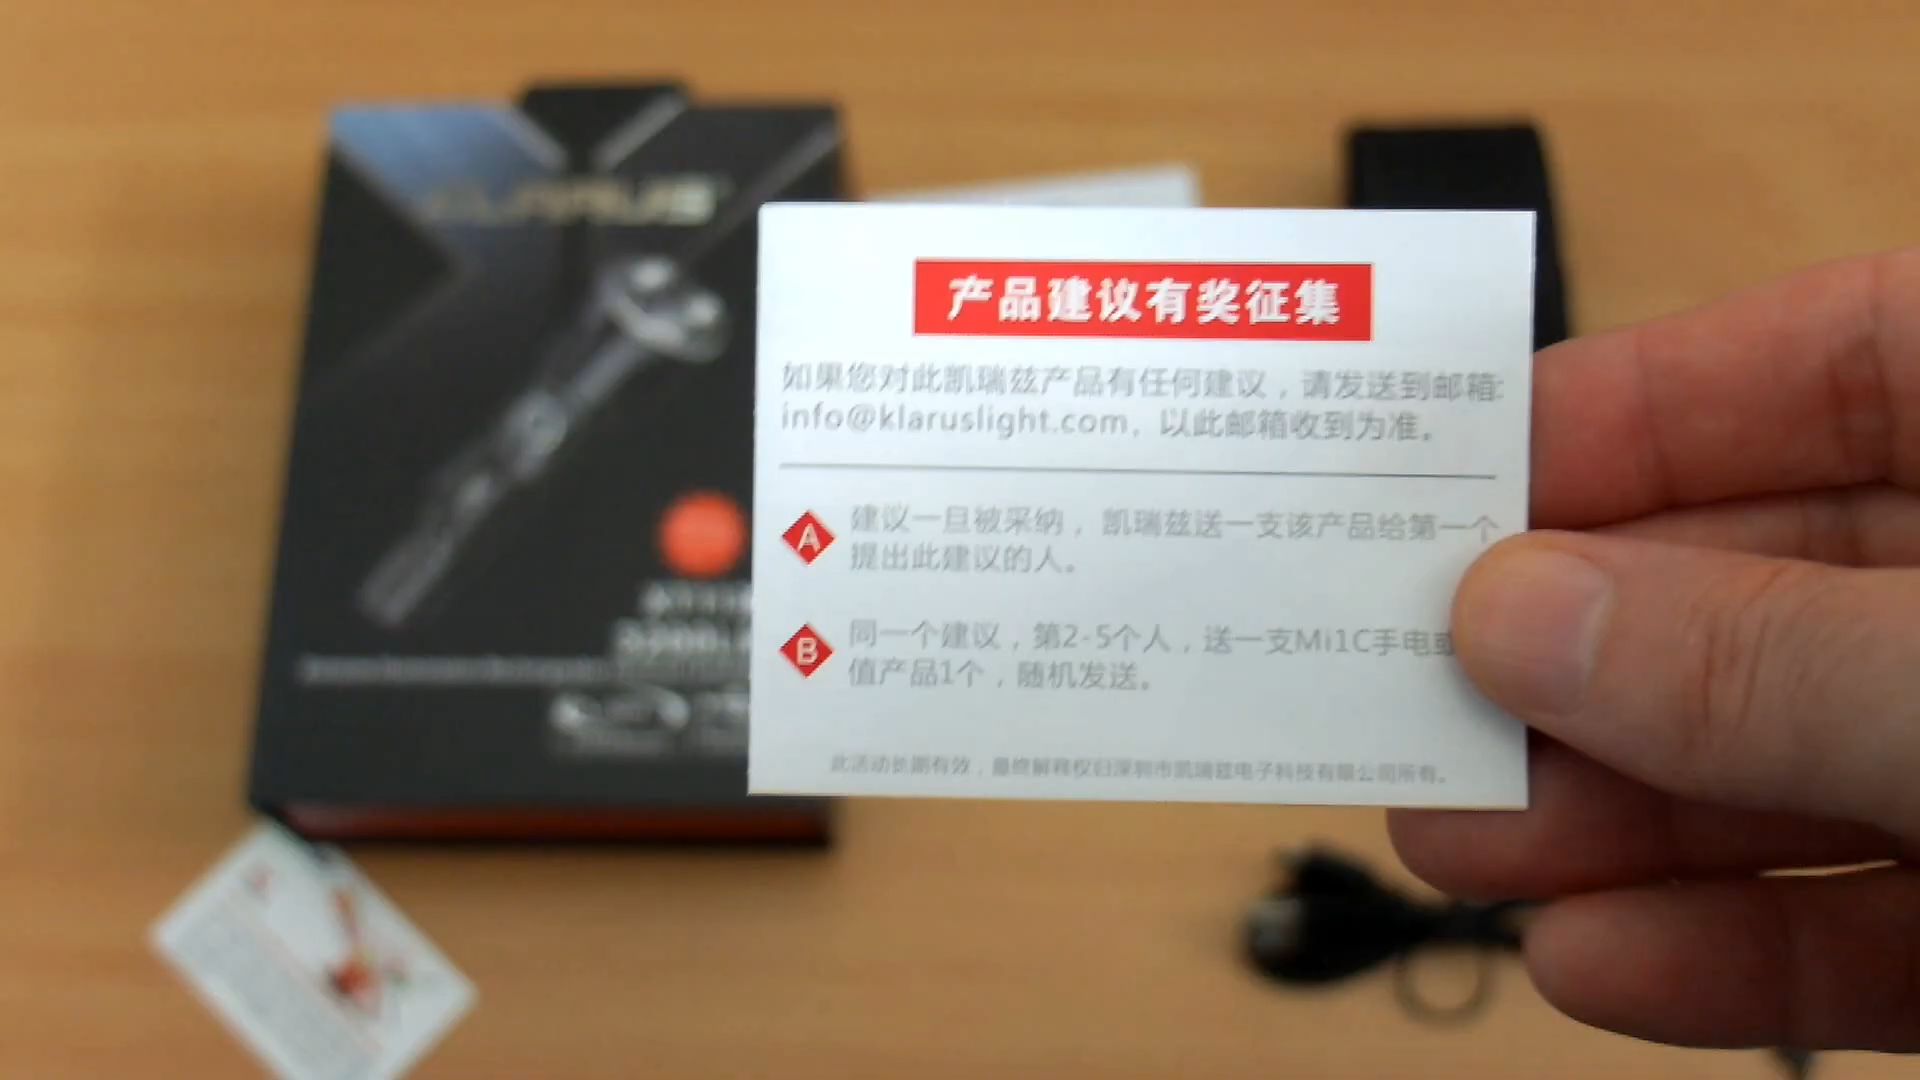 KLARUS
产品建议有奖征集
如果您对此凯瑞兹产品有任何建议，请发送到邮箱:
info@klaruslight.com，以此邮箱收到为准。
A 建议一旦被采纳，凯瑞兹送一支该产品给第一个
提出此建议的人。
B 同一个建议，第2-5个人，送一支Mi1C手电或
值产品1个，随机发送。
此活动长期有效，最终解释权归深圳市凯瑞兹电子科技有限公司所有。